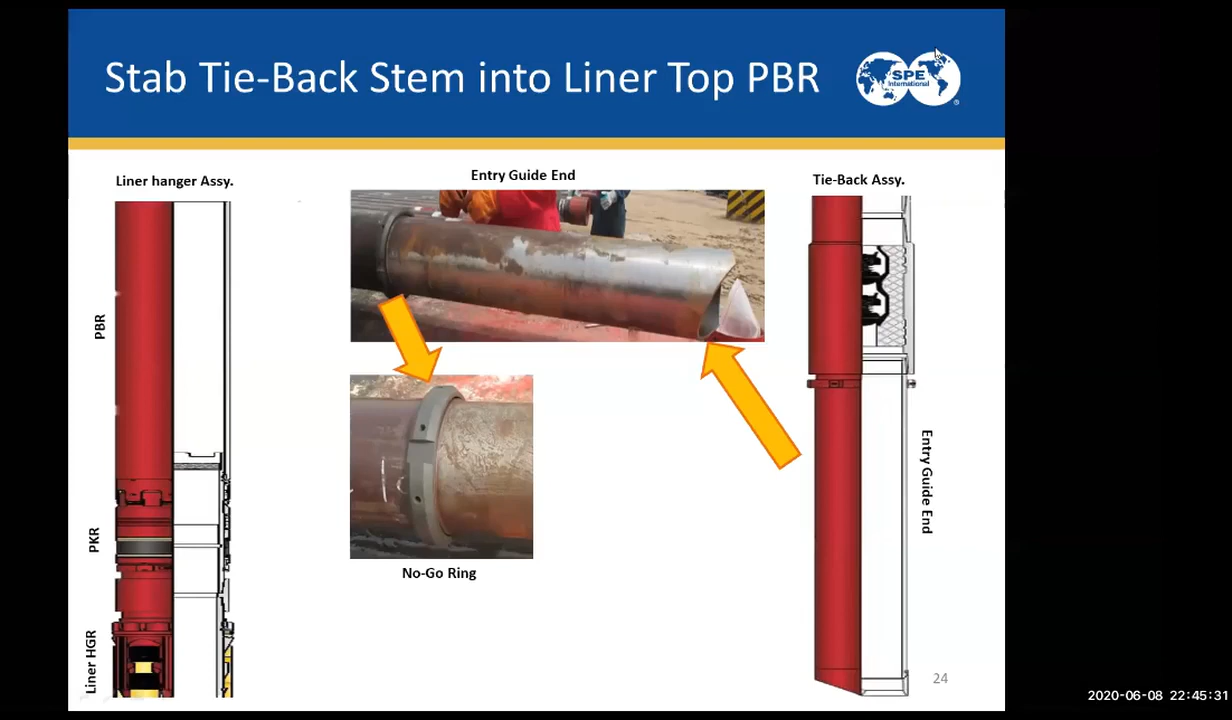 Stab Tie-Back Stem into Liner Top PBR
SPE
International
Liner hanger Assy.
Entry Guide End
Tie-Back Assy.
PBR
PKR
Liner HGR
No-Go Ring
Entry Guide End
24
2020-06-08 22:45:31